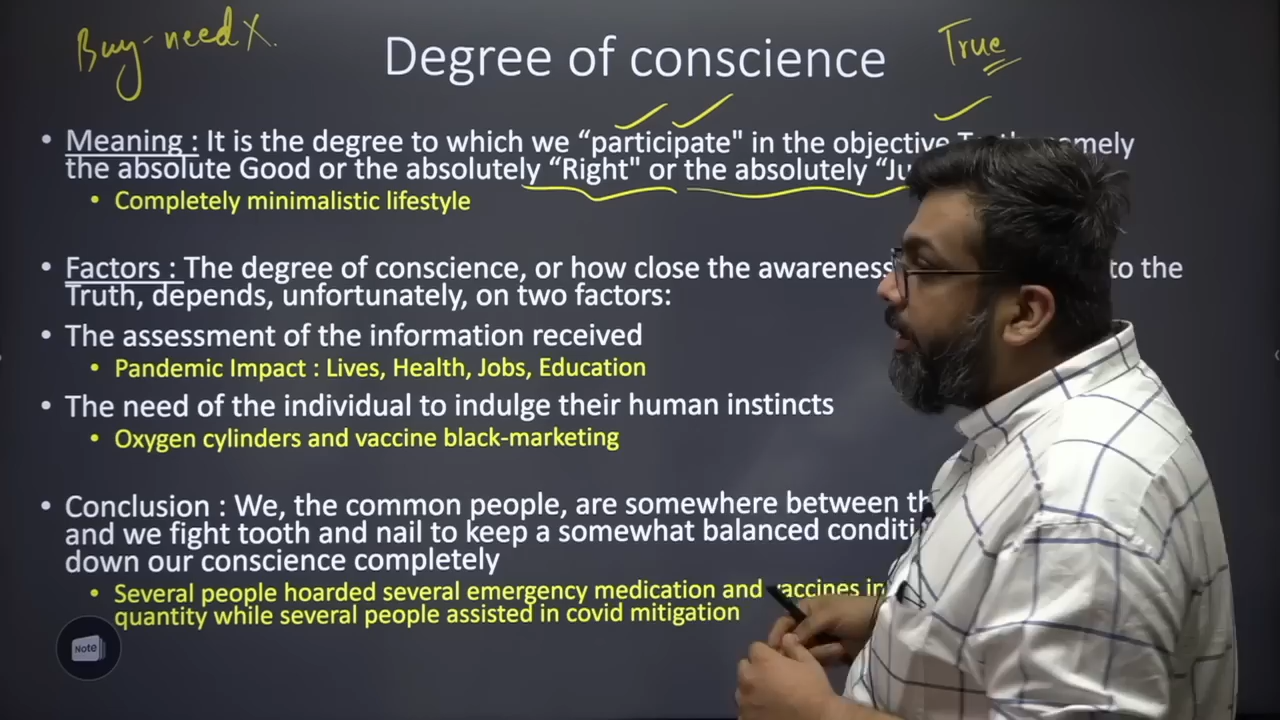 Buy-need X.
Degree of conscience
True
• Meaning : It is the degree to which we “participate" in the objective namely
the absolute Good or the absolutely “Right" or the absolutely
• Completely minimalistic lifestyle
• Factors : The degree of conscience, or how close the awareness to the
Truth, depends, unfortunately, on two factors:
• The assessment of the information received
• Pandemic Impact : Lives, Health, Jobs, Education
• The need of the individual to indulge their human instincts
• Oxygen cylinders and vaccine black-marketing
• Conclusion : We, the common people, are somewhere between
and we fight tooth and nail to keep a somewhat balanced
down our conscience completely
• Several people hoarded several emergency medication and vaccines
quantity while several people assisted in covid mitigation
Note